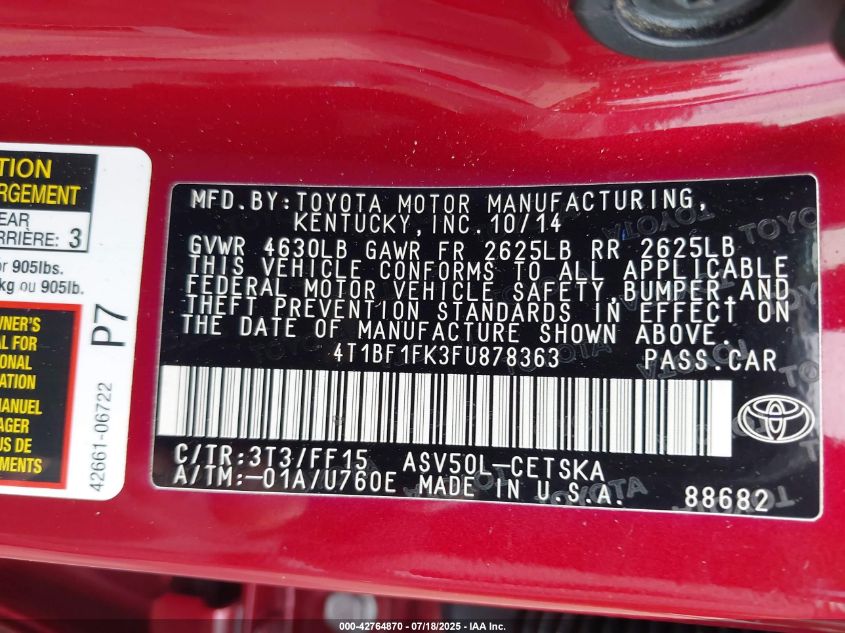 TION
RGEMENT
EAR
RRIÈRE: 3
or 905lbs.
kg ou 905lb.
WNER'S
AL FOR
IONAL
ATION
MANUEL
AGER
US DE
EMENTS
P7
42661-06722
MFD.BY:TOYOTA MOTOR MANUFACTURING,
KENTUCKY, INC. 10/14
GVWR 4630LB GAWR FR 2625LB RR 2625LB
THIS VEHICLE CONFORMS TO ALL APPLICABLE
FEDERAL MOTOR VEHICLE SAFETY,BUMPER,AND
THEFT PREVENTION STANDARDS IN EFFECT ON
THE DATE OF MANUFACTURE SHOWN ABOVE.
4T1BF1FK3FU878363 PASS.CAR
C/TR:3T3/FF15 ASV50L-CETSKA
A/TM:-01A/U760E MADE IN U.S.A. 88682
TOYOTA
000-42764870 - 07/18/2025 - IAA Inc.